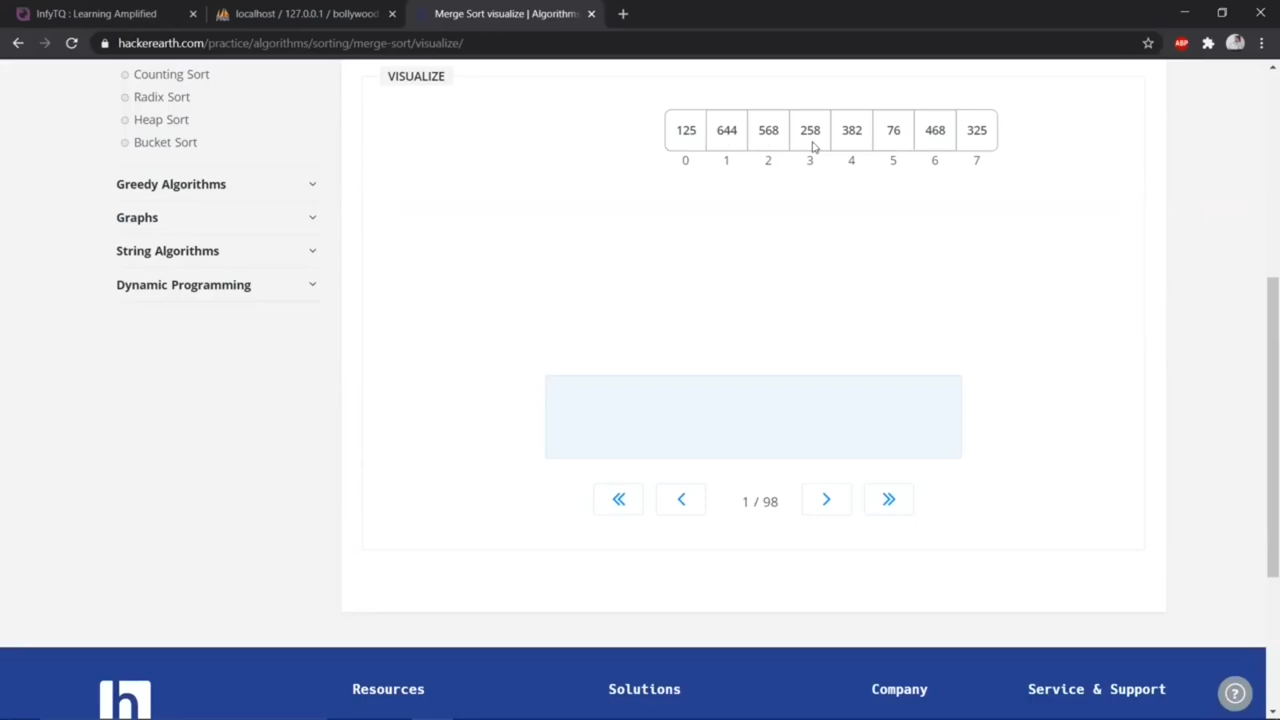 InfyTQ : Learning Amplified
localhost / 127.0.0.1 / bollywood
Merge Sort visualize | Algorithms
hackerearth.com/practice/algorithms/sorting/merge-sort/visualize/
ABP
Counting Sort
Radix Sort
Heap Sort
Bucket Sort
Greedy Algorithms
Graphs
String Algorithms
Dynamic Programming
VISUALIZE
125 644 568 258 382 76 468 325
0 1 2 3 4 5 6 7
1 / 98
h
Resources Solutions Company Service & Support
?